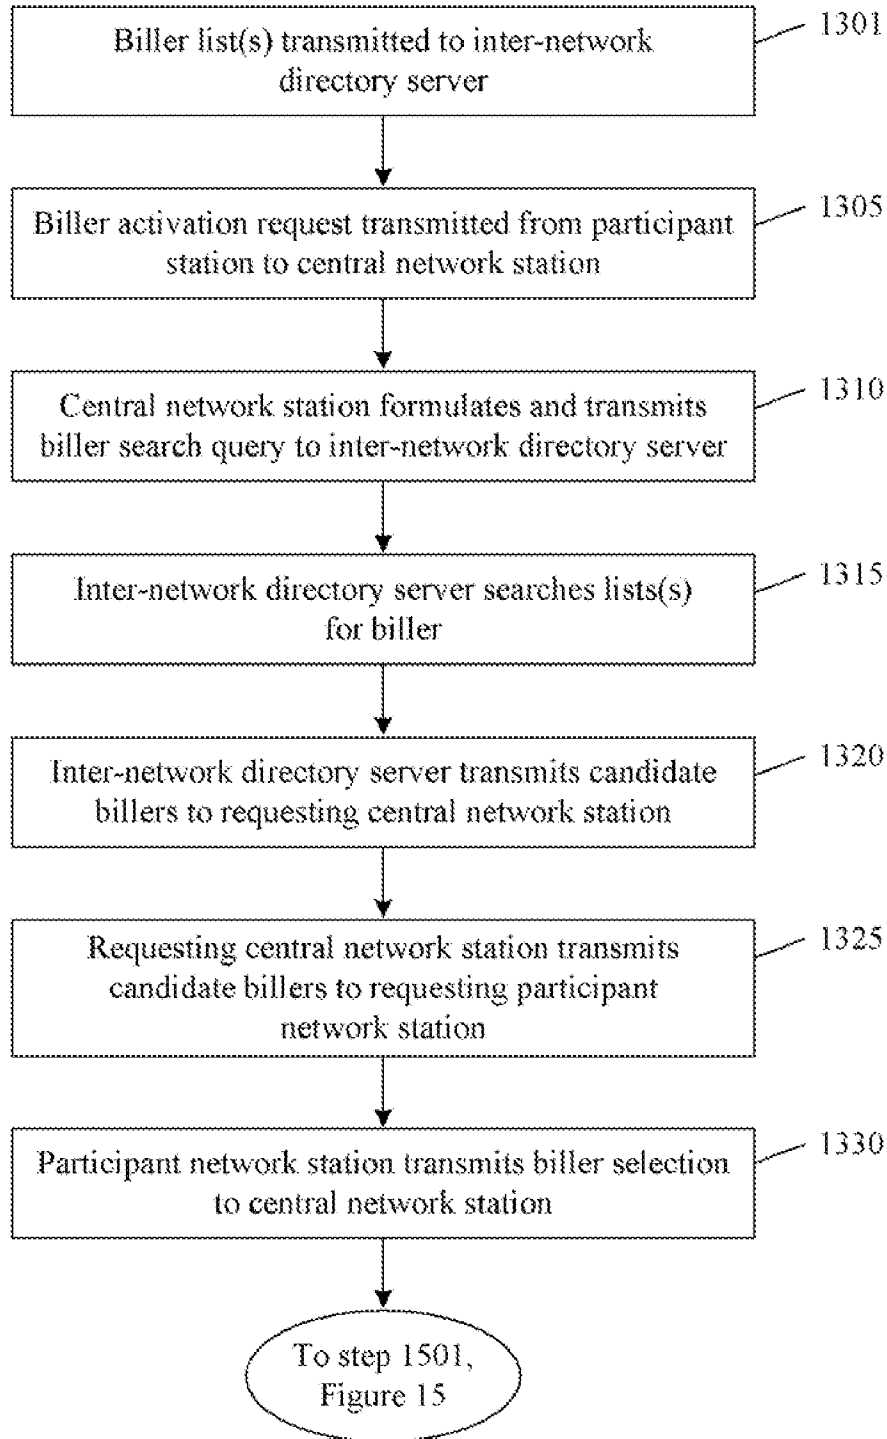 Biller list(s) transmitted to inter-network
directory server
1301
Biller activation request transmitted from participant
station to central network station
1305
Central network station formulates and transmits
biller search query to inter-network directory server
1310
Inter-network directory server searches lists(s)
for biller
1315
Inter-network directory server transmits candidate
billers to requesting central network station
1320
Requesting central network station transmits
candidate billers to requesting participant
network station
1325
Participant network station transmits biller selection
to central network station
1330
To step 1501,
Figure 15